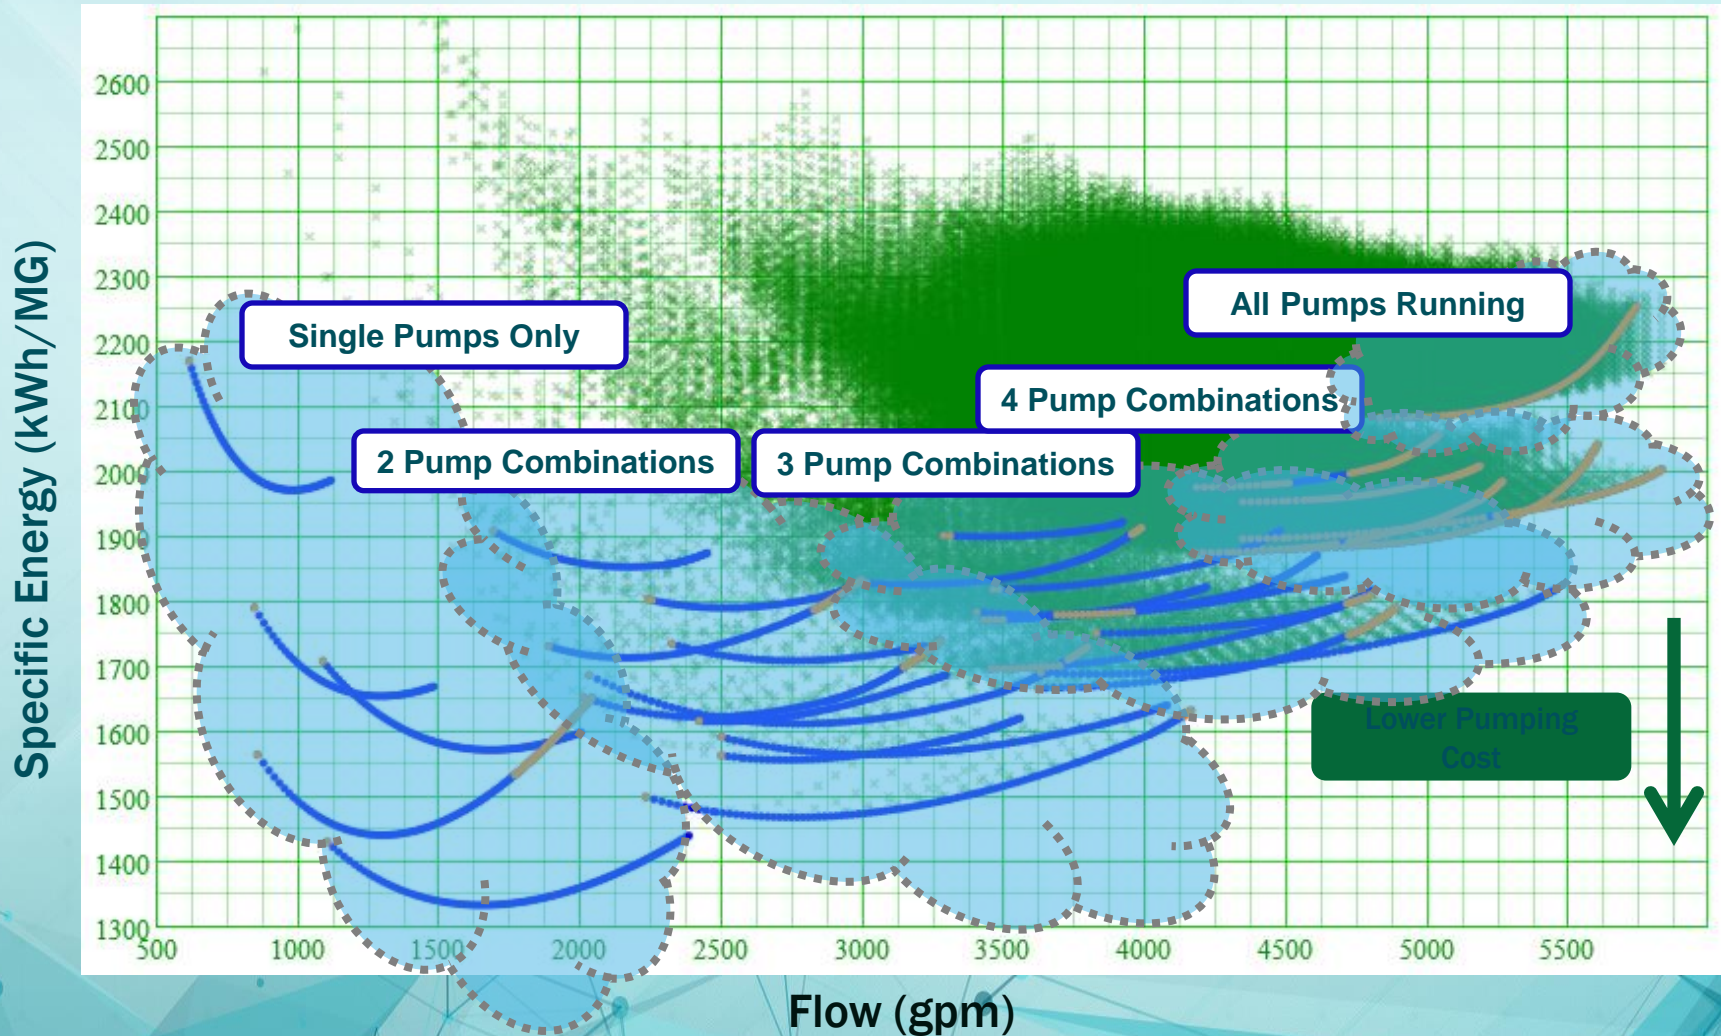 2600
2500
2400
2300
2200
2100
2000
1900
1800
1700
1600
1500
1400
1300
Specific Energy (kWh/MG)
Single Pumps Only
2 Pump Combinations
3 Pump Combinations
4 Pump Combinations
All Pumps Running
Lower Pumping
Cost
500 1000 1500 2000 2500 3000 3500 4000 4500 5000 5500
Flow (gpm)